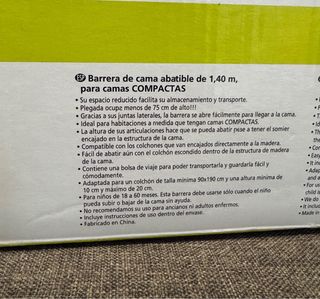 EP Barrera de cama abatible de 1,40 m,
para camas COMPACTAS
• Su espacio reducido facilita su almacenamiento y transporte.
• Plegada ocupe menos de 75 cm de alto!!!
• Gracias a sus juntas laterales, la barrera se abre fácilmente para llegar a la cama.
• Ideal para habitaciones a medida que tengan camas COMPACTAS.
• La altura de sus articulaciones hace que se pueda abatir pese a tener el somier
encajado en la estructura de la cama.
• Compatible con los colchones que van encajados directamente a la madera.
• Fácil de abatir aún con el colchón escondido dentro de la estructura de madera
de la cama.
• Contiene una bolsa de viaje para poder transportarla y guardarla fácil y
cómodamente.
• Adaptada para un colchón de talla mínima 90x190 cm y una altura mínima de
10 cm y máximo de 20 cm.
• Para niños de 18 a 60 meses. Esta barrera debe usarse sólo cuando el niño
pueda subir o bajar de la cama sin ayuda.
• No recomendamos su uso para ancianos ni adultos enfermos.
• Incluye instrucciones de uso dentro del envase.
• Fabricado en China.